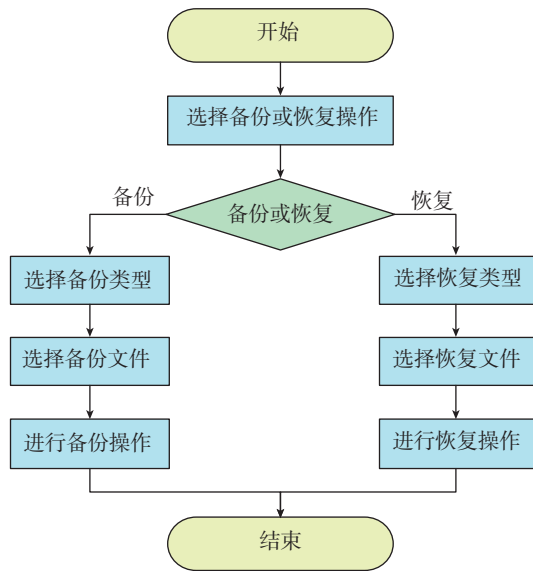 开始
选择备份或恢复操作
备份或恢复
备份
恢复
选择备份类型
选择恢复类型
选择备份文件
选择恢复文件
进行备份操作
进行恢复操作
结束